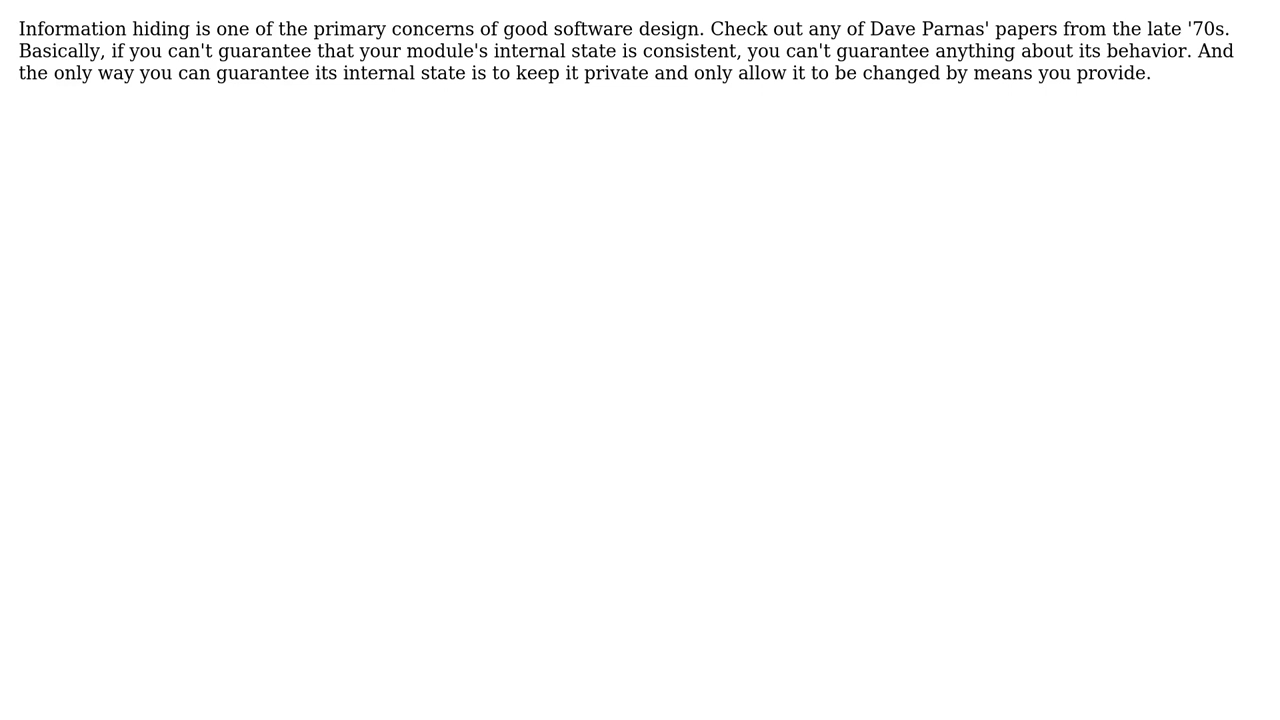 Information hiding is one of the primary concerns of good software design. Check out any of Dave Parnas' papers from the late '70s.
Basically, if you can't guarantee that your module's internal state is consistent, you can't guarantee anything about its behavior. And
the only way you can guarantee its internal state is to keep it private and only allow it to be changed by means you provide.